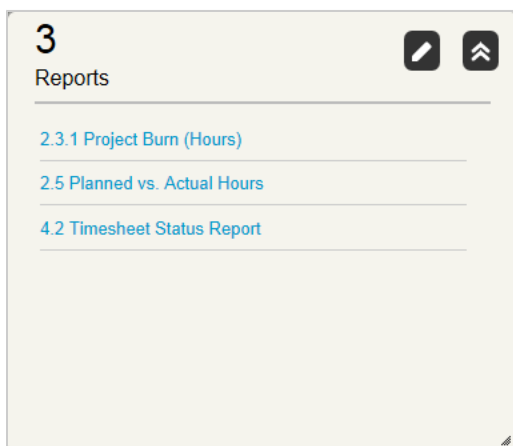 3
Reports
2.3.1 Project Burn (Hours)
2.5 Planned vs. Actual Hours
4.2 Timesheet Status Report